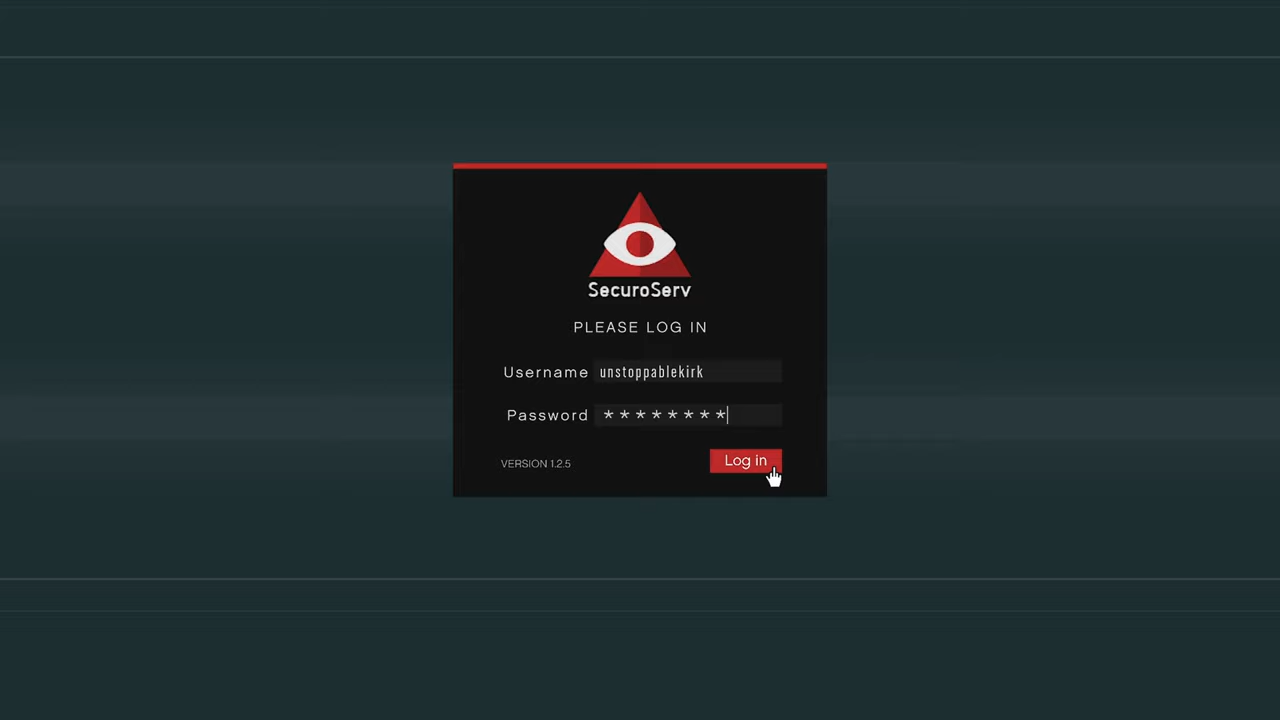 SecuroServ
PLEASE LOG IN
Username unstoppablekirk
Password ********
VERSION 1.2.5 Log in